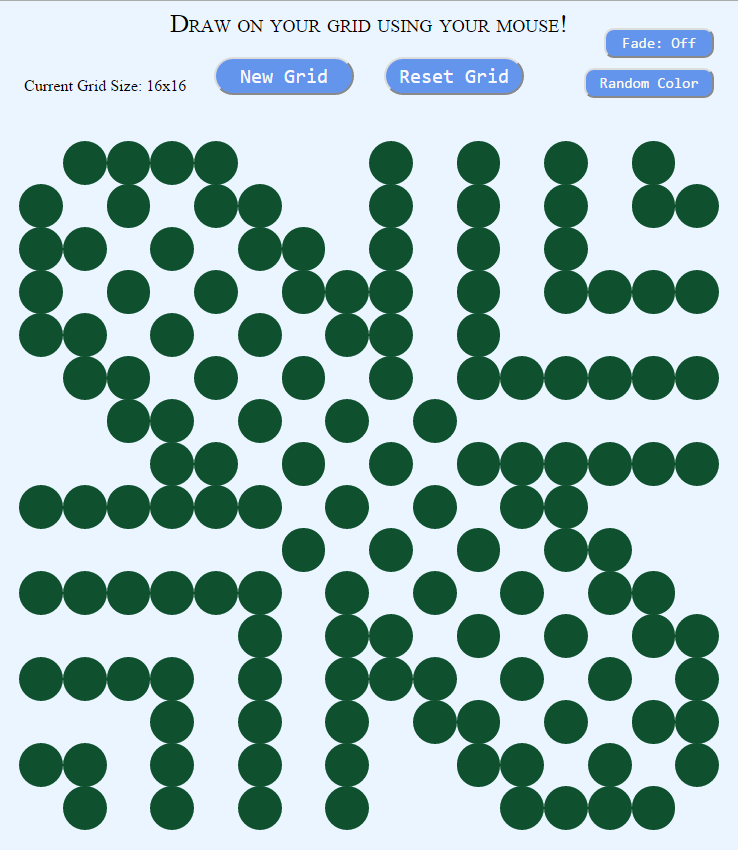 Draw on your grid using your mouse!
Fade: Off
Current Grid Size: 16x16
New Grid
Reset Grid
Random Color